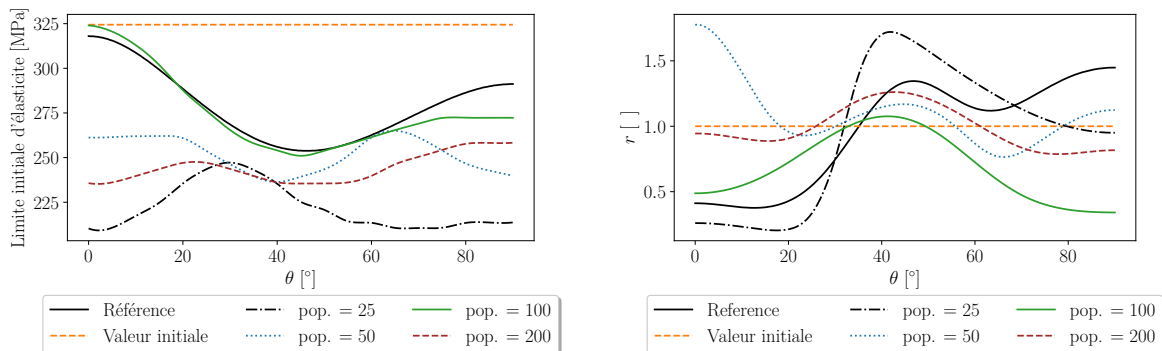 Limite initiale d'élasticite [MPa]
325
300
275
250
225
0
20
40
60
80
θ [°]
Référence
pop. = 25
pop. = 100
Valeur initiale
pop. = 50
pop. = 200
r [ ]
1.5
1.0
0.5
0
20
40
60
80
θ [°]
Reference
pop. = 25
pop. = 100
Valeur initiale
pop. = 50
pop. = 200